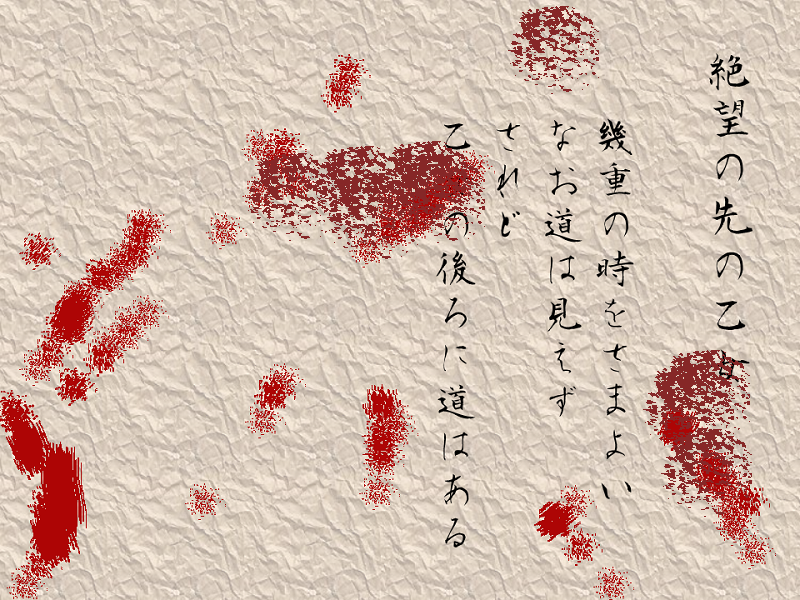 絶望の先の乙女
幾重の時をさまよい
なお道は見えず
されど
乙の後ろに道はある